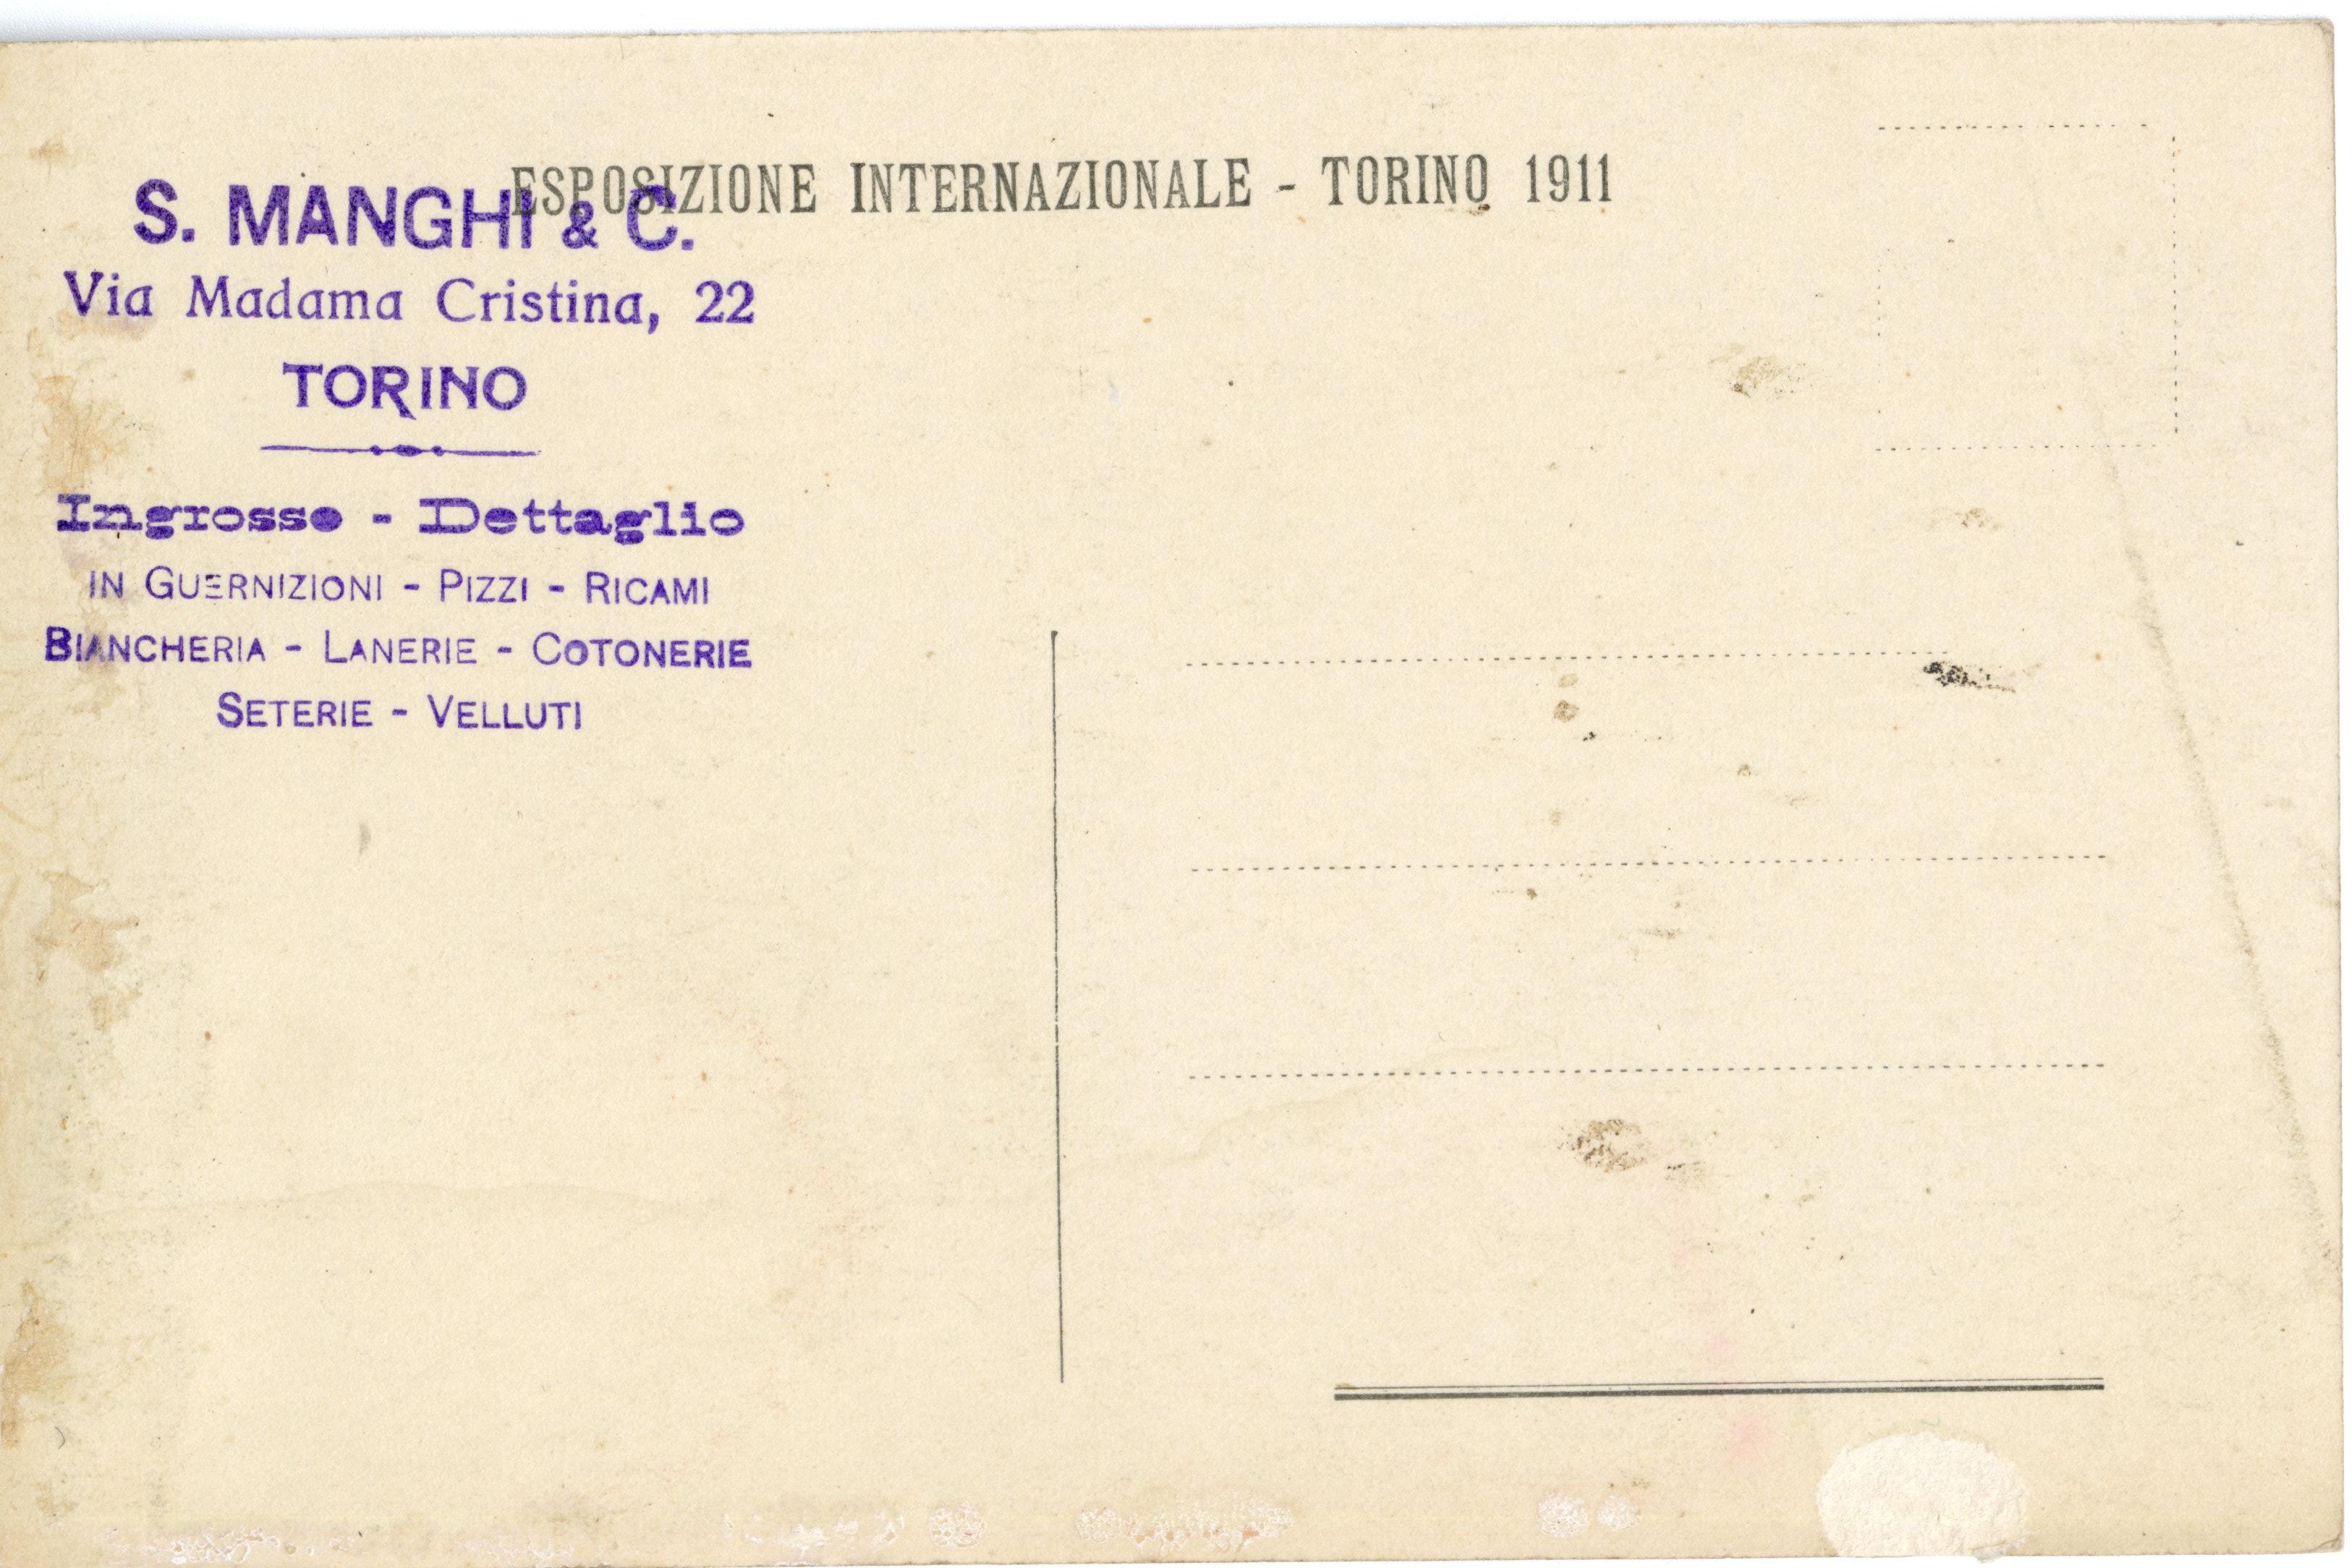 ESPOSIZIONE INTERNAZIONALE - TORINO 1911
S. MANGHI & C.
Via Madama Cristina, 22
TORINO
Ingrosso - Dettaglio
IN GUERNIZIONI - PIZZI - RICAMI
BIANCHERIA - LANERIE - COTONERIE
SETERIE - VELLUTI